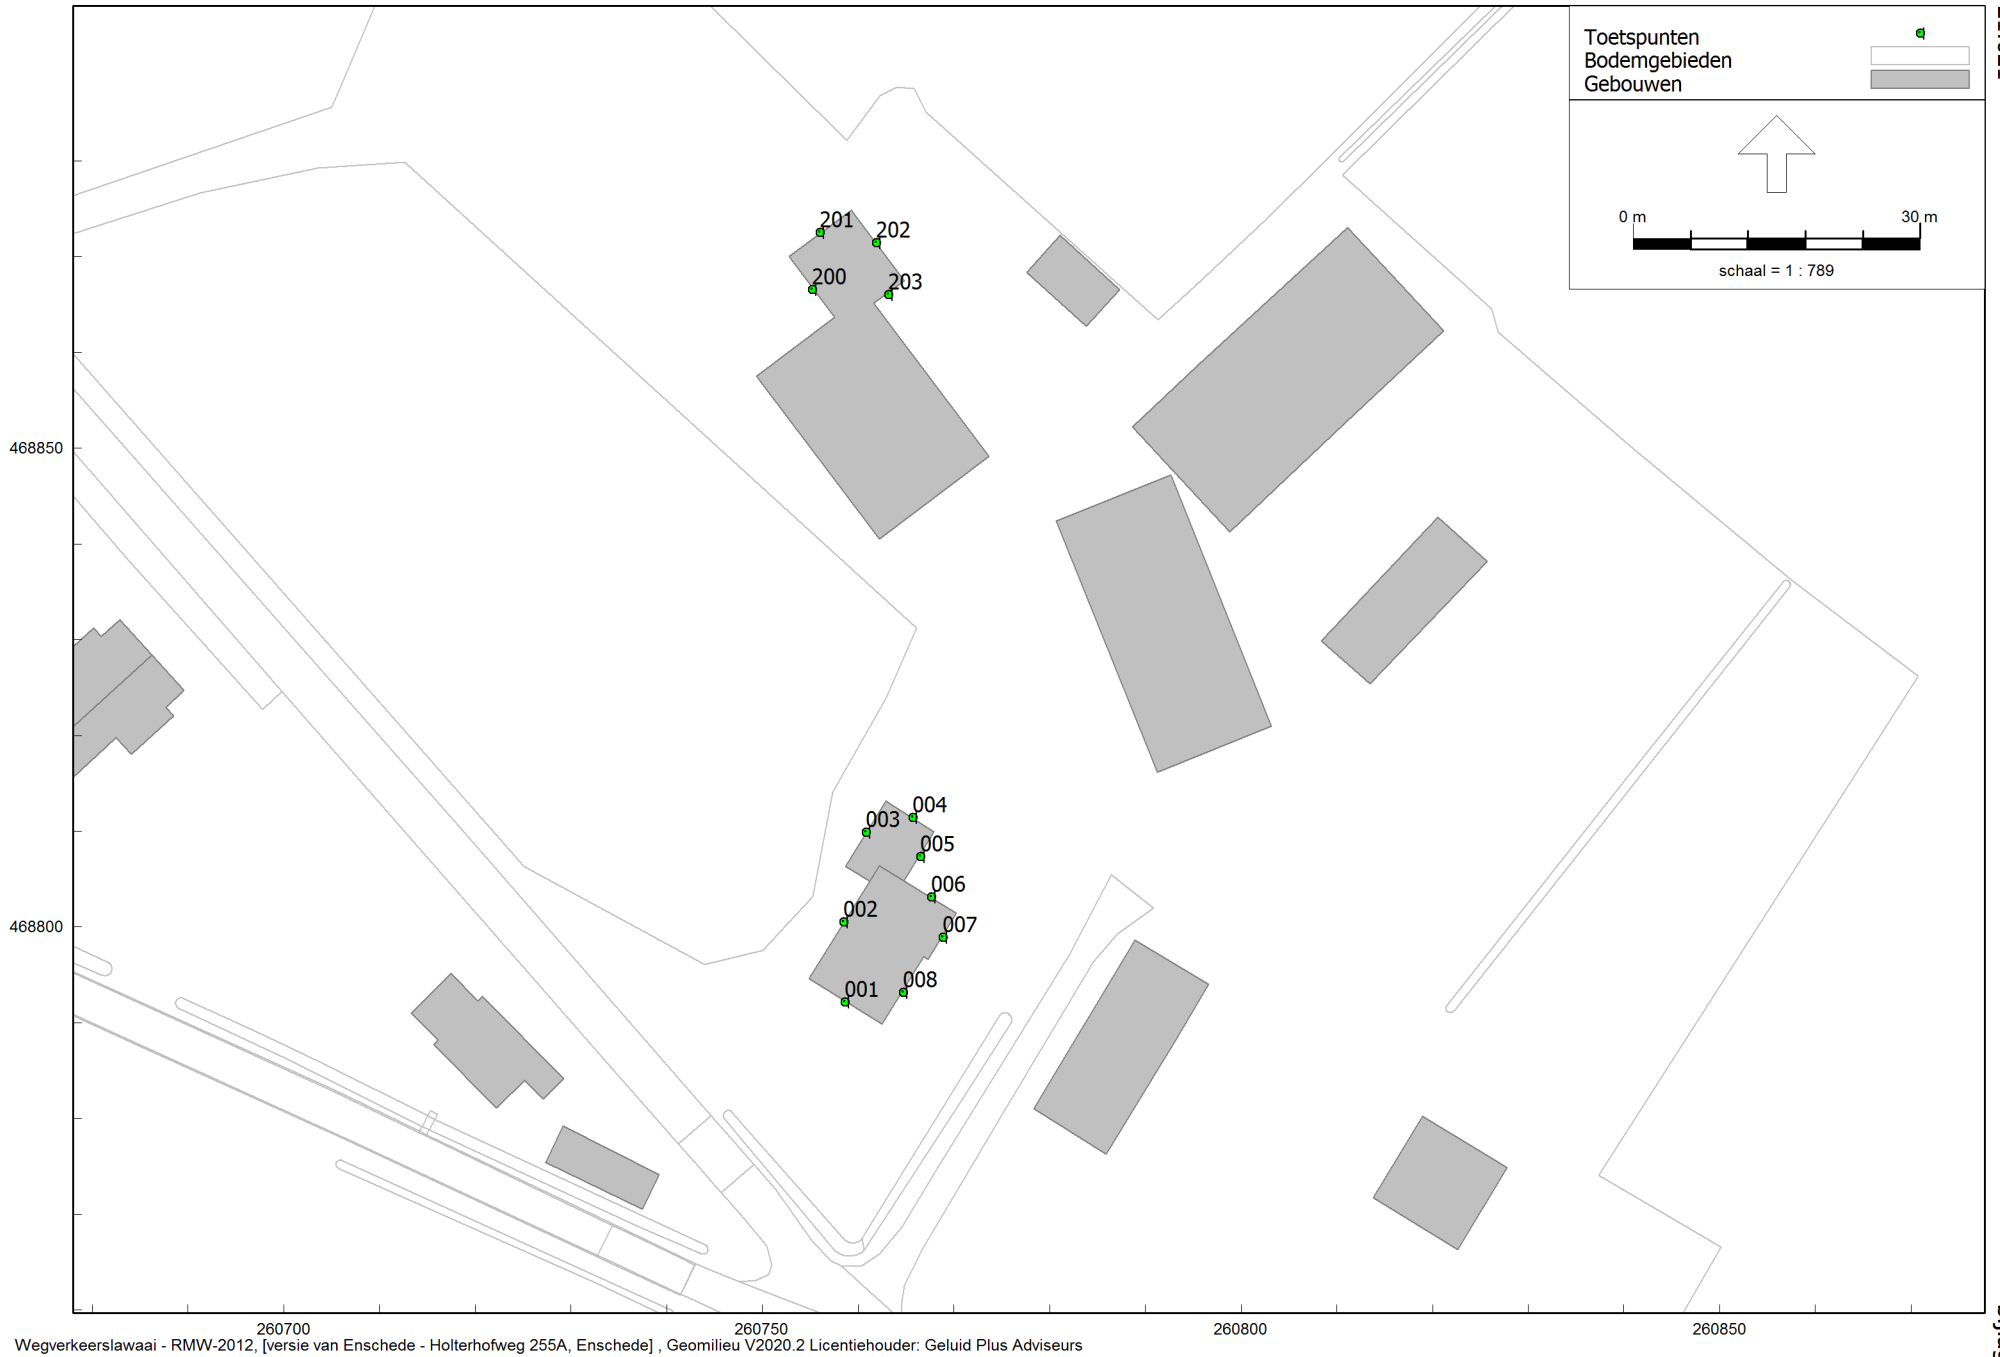 Toetspunten
Bodemgebieden
Gebouwen
0 m 30 m
schaal = 1 : 789
201
202
200
203
468850
004
003
005
006
002
468800
007
008
001
260700 260750 260800 260850
Wegverkeerslawaai - RMW-2012, [versie van Enschede - Holterhofweg 255A, Enschede] , Geomilieu V2020.2 Licentiehouder: Geluid Plus Adviseurs